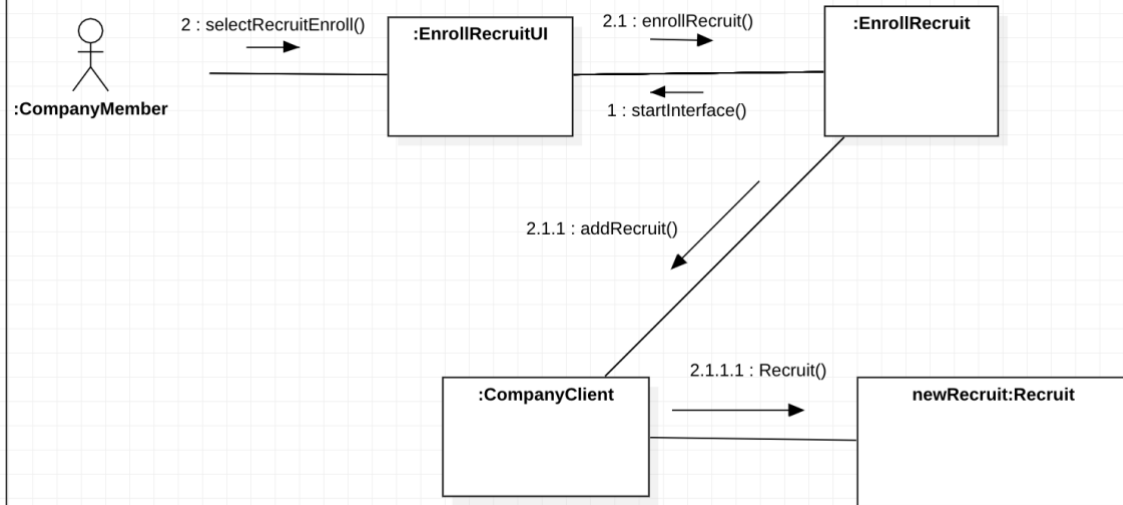 2 : selectRecruitEnroll()
:CompanyMember
:EnrollRecruitUI
2.1 : enrollRecruit()
1 : startInterface()
:EnrollRecruit
2.1.1 : addRecruit()
:CompanyClient
2.1.1.1 : Recruit()
newRecruit:Recruit